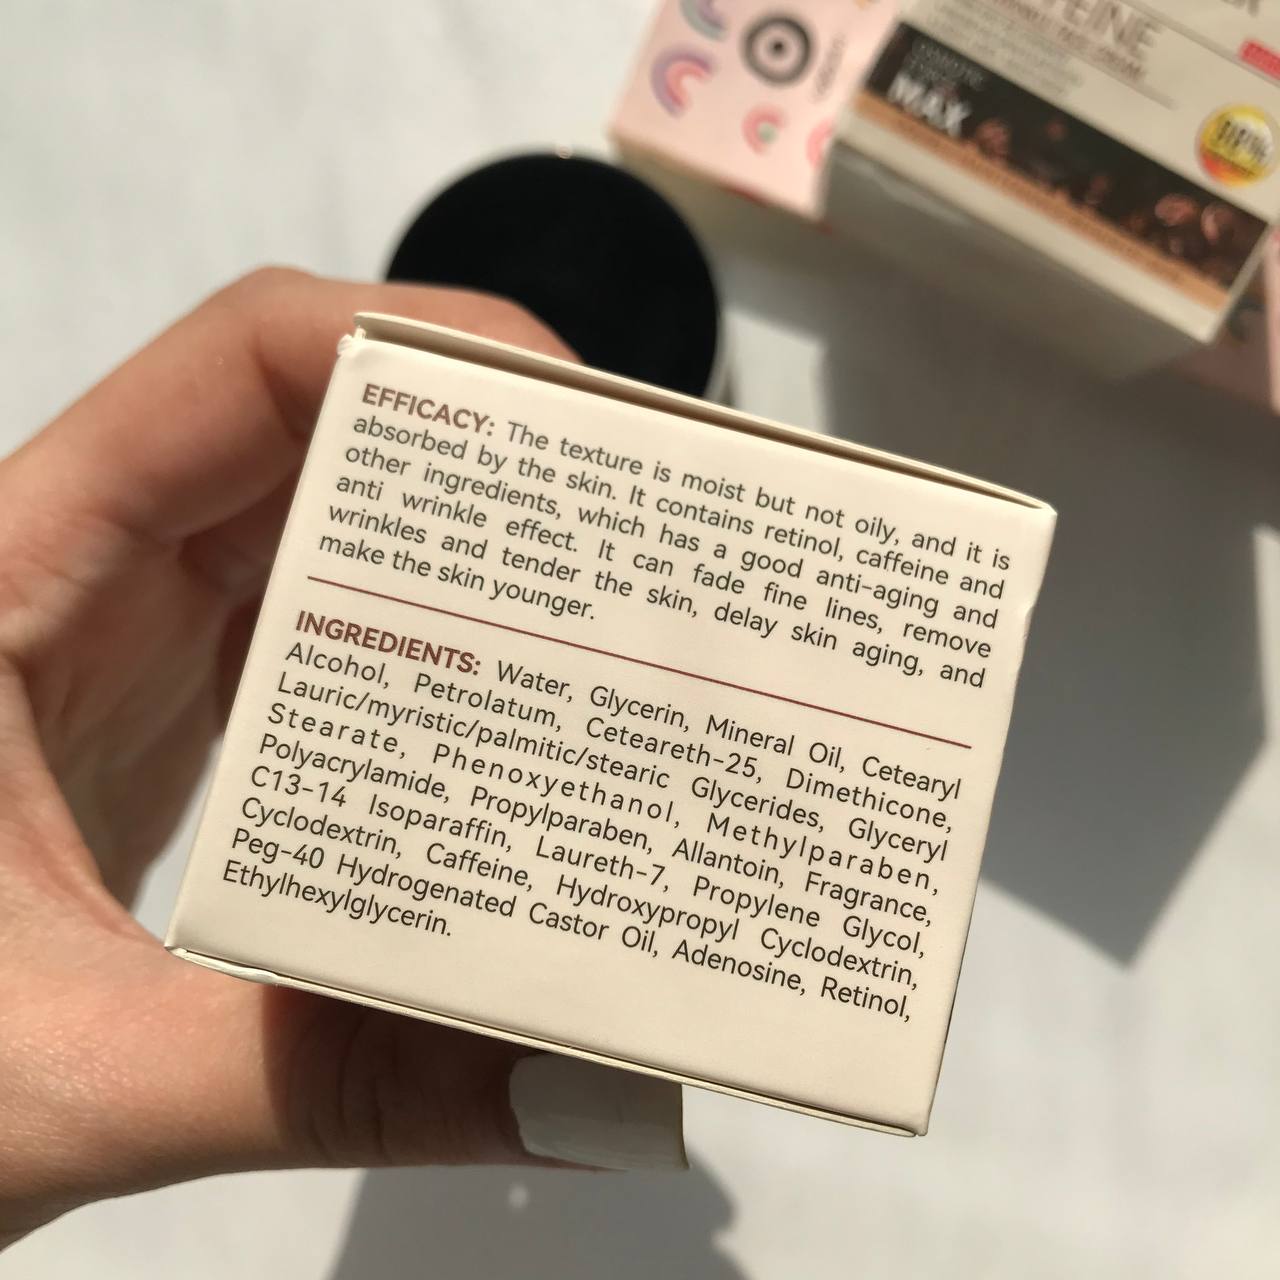 FEINE
MAX
EFFICACY: The texture is moist but not oily, and it is
absorbed by the skin. It contains retinol, caffeine and
other ingredients, which has a good anti-aging and
anti wrinkle effect. It can fade fine lines, remove
wrinkles and tender the skin, delay skin aging, and
make the skin younger.
INGREDIENTS: Water, Glycerin, Mineral Oil, Cetearyl
Alcohol, Petrolatum, Ceteareth-25, Dimethicone,
Lauric/myristic/palmitic/stearic Glycerides, Glyceryl
Stearate, Phenoxyethanol, Methylparaben,
Polyacrylamide, Propylparaben, Allantoin, Fragrance,
C13-14 Isoparaffin, Laureth-7, Propylene Glycol,
Cyclodextrin, Caffeine, Hydroxypropyl Cyclodextrin,
Peg-40 Hydrogenated Castor Oil, Adenosine, Retinol,
Ethylhexylglycerin.